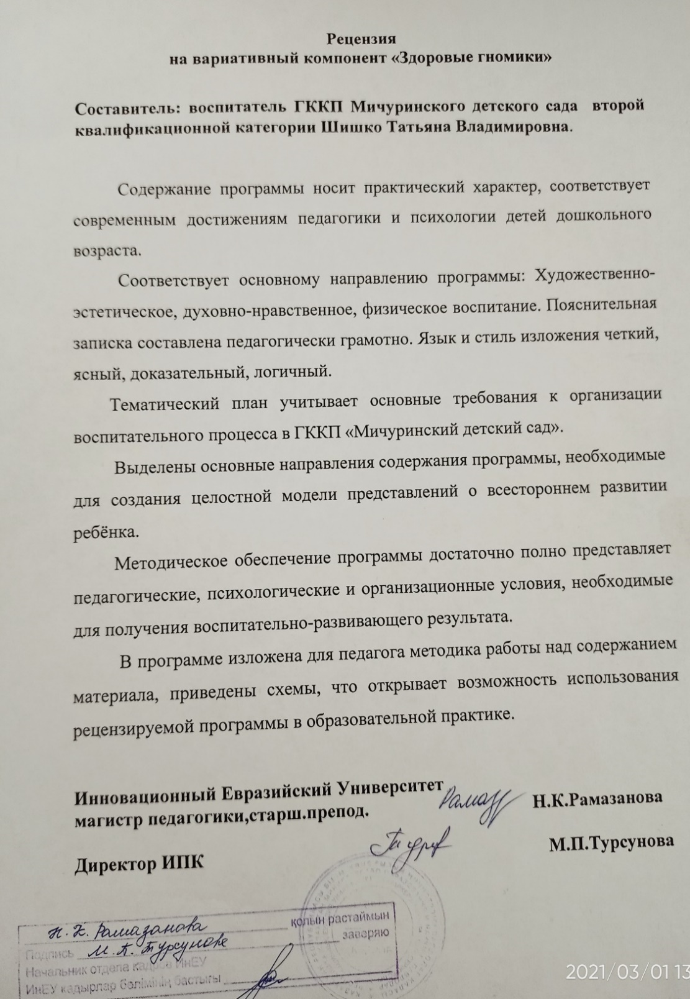 Рецензия
на вариативный компонент «Здоровые гномики»
Составитель: воспитатель ГККП Мичуринского детского сада второй
квалификационной категории Шишко Татьяна Владимировна.
Содержание программы носит практический характер, соответствует
современным достижениям педагогики и психологии детей дошкольного
возраста.
Соответствует основному направлению программы: Художественно-
эстетическое, духовно-нравственное, физическое воспитание. Пояснительная
записка составлена педагогически грамотно. Язык и стиль изложения четкий,
ясный, доказательный, логичный.
Тематический план учитывает основные требования к организации
воспитательного процесса в ГККП «Мичуринский детский сад».
Выделены основные направления содержания программы, необходимые
для создания целостной модели представлений о всестороннем развитии
ребёнка.
Методическое обеспечение программы достаточно полно представляет
педагогические, психологические и организационные условия, необходимые
для получения воспитательно-развивающего результата.
В программе изложена для педагога методика работы над содержанием
материала, приведены схемы, что открывает возможность использования
рецензируемой программы в образовательной практике.
Инновационный Евразийский Университет
магистр педагогики,старш.препод. Н.К.Рамазанова
Директор ИПК М.П.Турсунова
Н.К. Рамазанова қолын растаймын
Подпись М.П. Турсунова заверяю
Начальник отдела кадров ИнЕУ
ИнЕУ кадырлар бөлімінің бастығы
2021/03/01 13